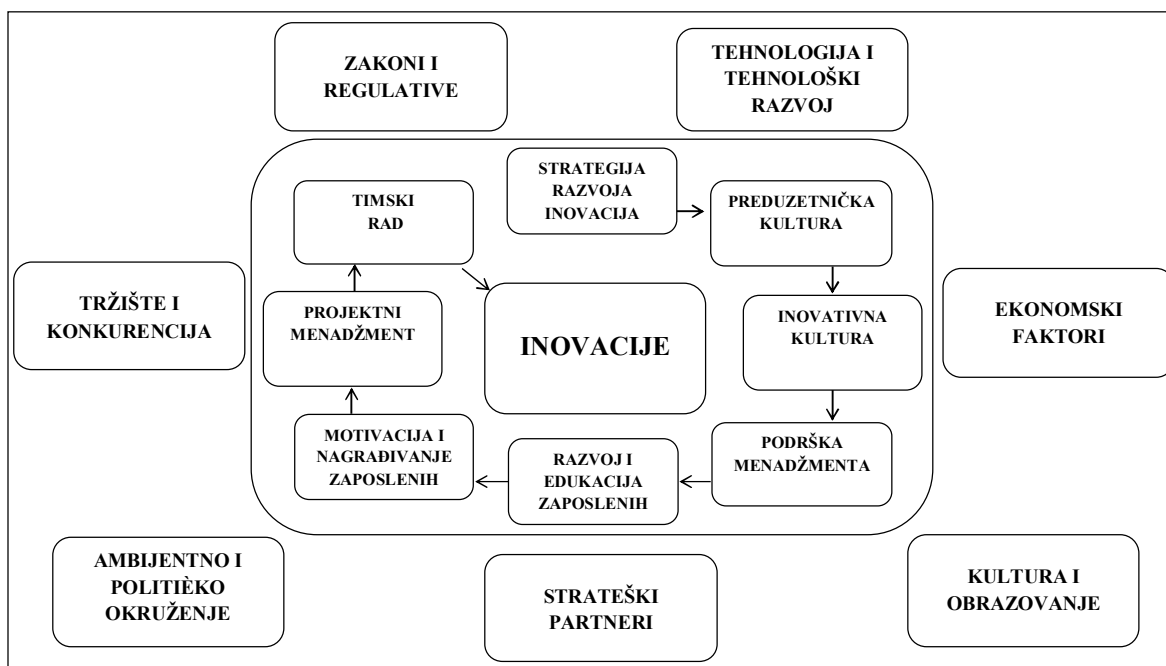 ZAKONI I
REGULATIVE
TEHNOLOGIJA I
TEHNOLOŠKI
RAZVOJ
STRATEGIJA
RAZVOJA
INOVACIJA
TIMSKI
RAD
PREDUZETNIČKA
KULTURA
TRŽIŠTE I
KONKURENCIJA
PROJEKTNI
MENADŽMENT
INOVACIJE
INOVATIVNA
KULTURA
EKONOMSKI
FAKTORI
MOTIVACIJA I
NAGRAĐIVANJE
ZAPOSLENIH
RAZVOJ I
EDUKACIJA
ZAPOSLENIH
PODRŠKA
MENADŽMENTA
AMBIJENTNO I
POLITIÈKO
OKRUŽENJE
STRATEŠKI
PARTNERI
KULTURA I
OBRAZOVANJE